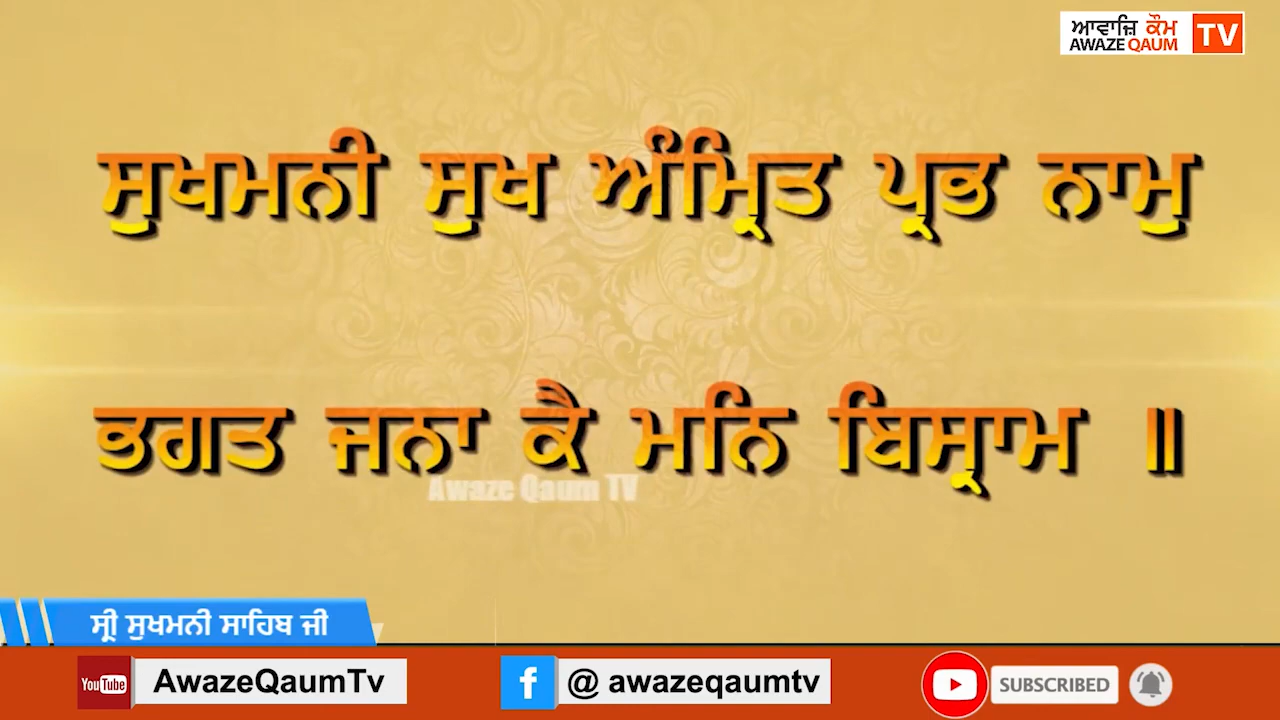 ਆਵਾਜ਼ਿ ਕੌਮ
AWAZE QAUM TV
ਸੁਖਮਨੀ ਸੁਖ ਅੰਮ੍ਰਿਤ ਪ੍ਰਭ ਨਾਮੁ
ਭਗਤ ਜਨਾ ਕੈ ਮਨਿ ਬਿਸ੍ਰਾਮ ॥
Awaze Qaum TV
ਸ੍ਰੀ ਸੁਖਮਨੀ ਸਾਹਿਬ ਜੀ
YouTube AwazeQaumTv
f @ awazeqaumtv
SUBSCRIBED